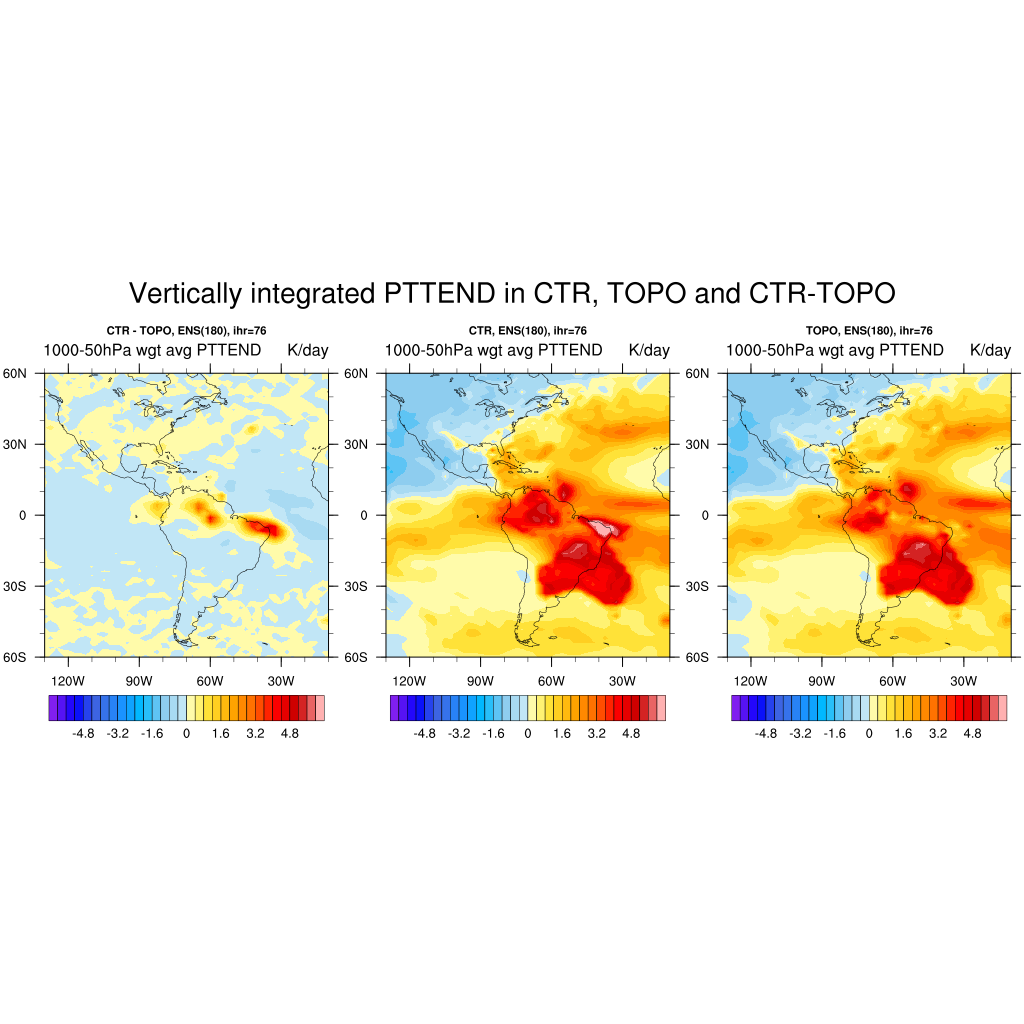 Vertically integrated PTTEND in CTR, TOPO and CTR-TOPO
CTR - TOPO, ENS(180), ihr=76
1000-50hPa wgt avg PTTEND K/day
60N
30N
0
30S
60S
120W 90W 60W 30W
-4.8 -3.2 -1.6 0 1.6 3.2 4.8
CTR, ENS(180), ihr=76
1000-50hPa wgt avg PTTEND K/day
60N
30N
0
30S
60S
120W 90W 60W 30W
-4.8 -3.2 -1.6 0 1.6 3.2 4.8
TOPO, ENS(180), ihr=76
1000-50hPa wgt avg PTTEND K/day
60N
30N
0
30S
60S
120W 90W 60W 30W
-4.8 -3.2 -1.6 0 1.6 3.2 4.8